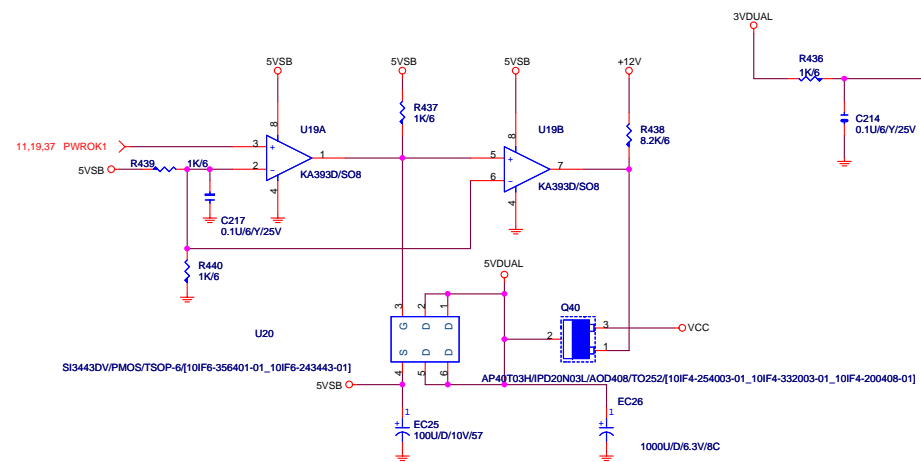 3VDUAL
R436
1K/6
C214
0.1U/6/Y/25V
5VSB
5VSB
5VSB
+12V
R437
1K/6
U19A
U19B
R438
8.2K/6
8
8
11,19,37 PWROK1
3
+
1
5
+
7
R439
1K/6
5VSB
2
−
6
−
KA393D/SO8
KA393D/SO8
4
4
C217
0.1U/6/Y/25V
R440
1K/6
5VDUAL
U20
3
2
1
G
D
D
S
D
D
4
5
6
Q40
2
3
1
VCC
SI3443DV/PMOS/TSOP-6/[10IF6-356401-01_10IF6-243443-01]
AP40T03H/IPD20N03L/AOD408/TO252/[10IF4-254003-01_10IF4-332003-01_10IF4-200408-01]
5VSB
1
+
EC25
100U/D/10V/57
EC26
1
+
1000U/D/6.3V/8C